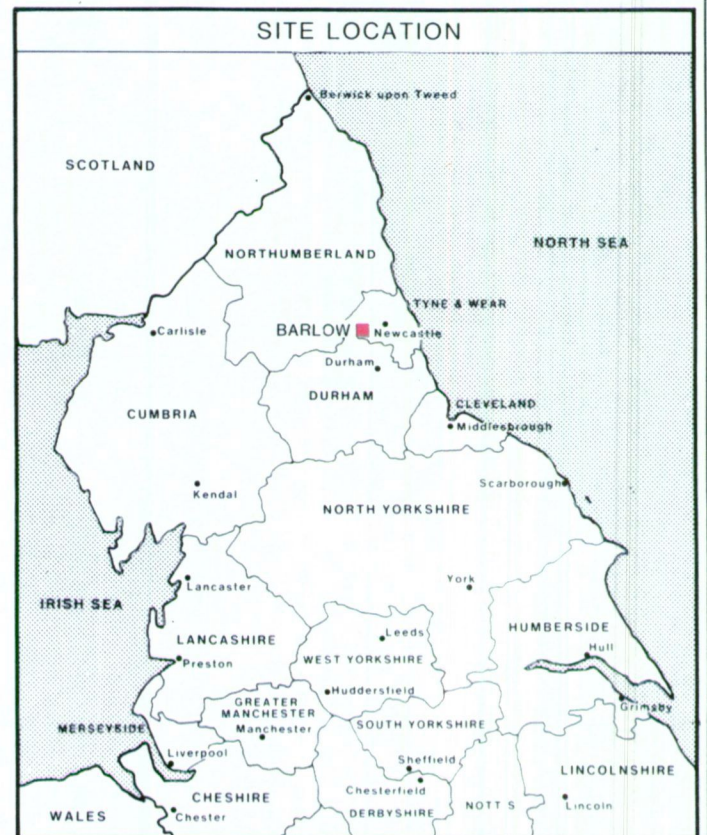 SITE LOCATION
Berwick upon Tweed
SCOTLAND
NORTH SEA
NORTHUMBERLAND
TYNE & WEAR
BARLOW
Newcastle
Carlisle
Durham
DURHAM
CLEVELAND
CUMBRIA
Middlesbrough
Kendal
Scarborough
NORTH YORKSHIRE
York
Lancaster
IRISH SEA
HUMBERSIDE
Leeds
LANCASHIRE
Hull
WEST YORKSHIRE
Preston
Huddersfield
GREATER
MANCHESTER
Grimsby
SOUTH YORKSHIRE
MERSEYSIDE
Manchester
Liverpool
Sheffield
LINCOLNSHIRE
Chesterfield
CHESHIRE
NOTT S
Lincoln
DERBYSHIRE
WALES
Chester